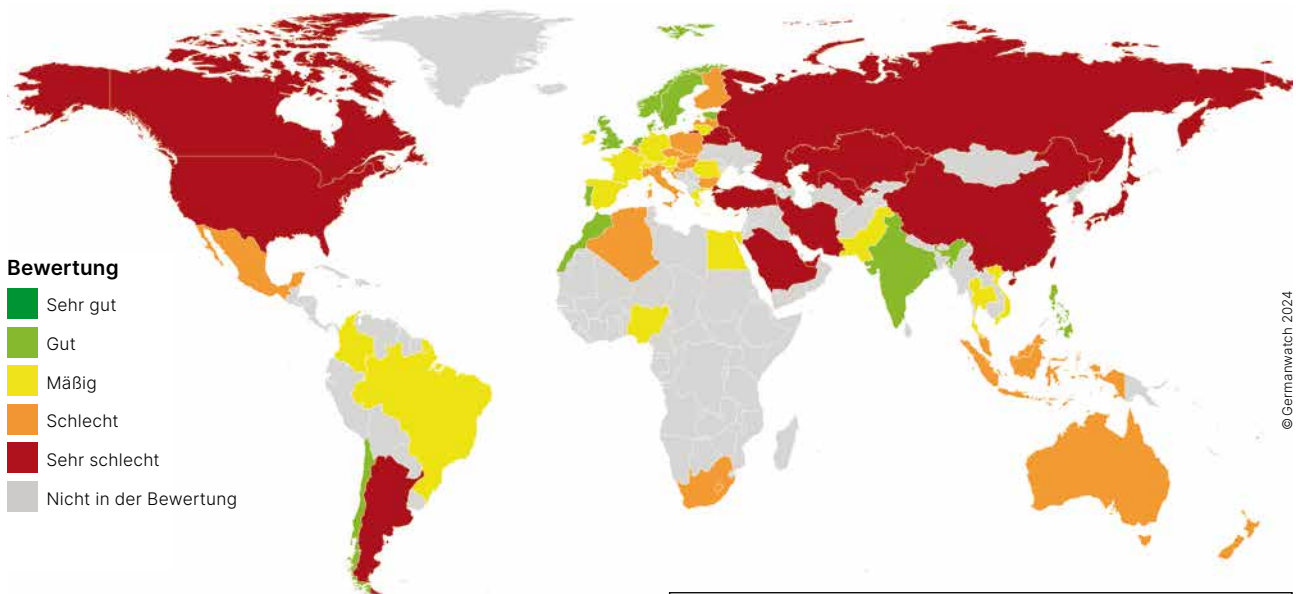 Bewertung
Sehr gut
Gut
Mäßig
Schlecht
Sehr schlecht
Nicht in der Bewertung
©Germanwatch 2024